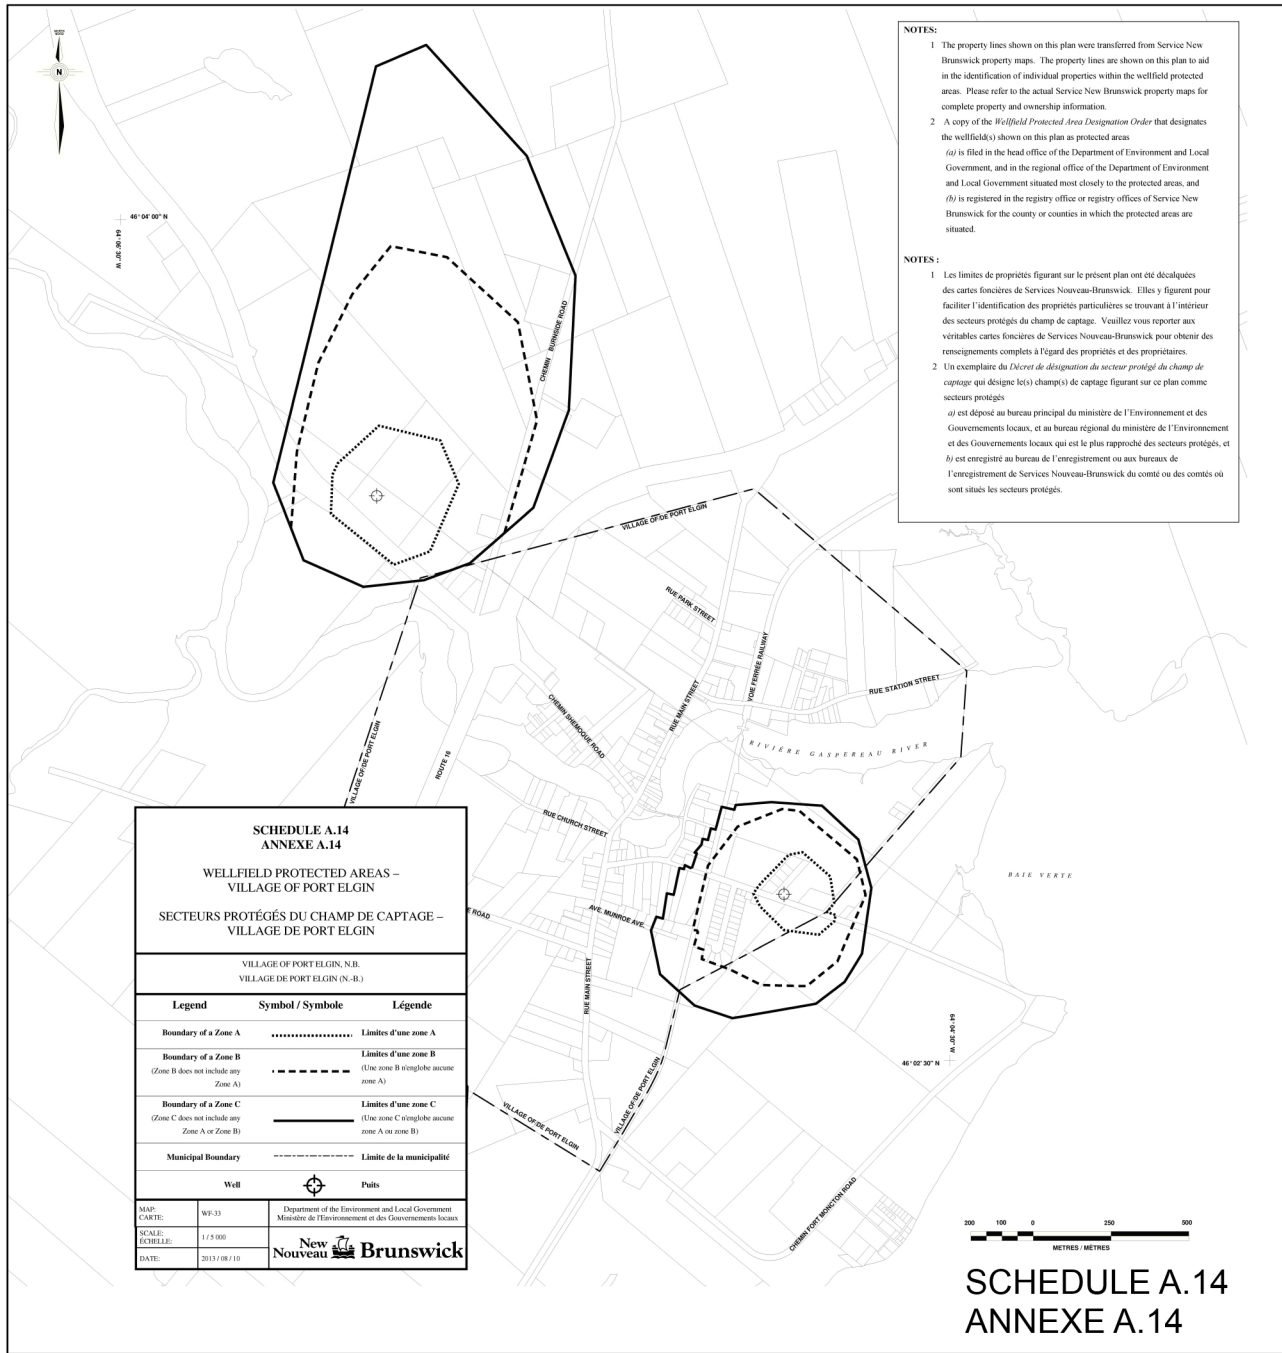 NOTES:
1 The property lines shown on this plan were transferred from Service New
Brunswick property maps. The property lines are shown on this plan to aid
in the identification of individual properties within the wellfield protected
areas. Please refer to the actual Service New Brunswick property maps for
complete property and ownership information.
2 A copy of the Wellfield Protected Area Designation Order that designates
the wellfield(s) shown on this plan as protected areas
(a) is filed in the head office of the Department of Environment and Local
Government, and in the regional office of the Department of Environment
and Local Government situated most closely to the protected areas, and
(b) is registered in the registry office or registry offices of Service New
Brunswick for the county or counties in which the protected areas are
situated.
NOTES :
1 Les limites de propriétés figurant sur le présent plan ont été décalquées
des cartes foncières de Services Nouveau-Brunswick. Elles y figurent pour
faciliter l'identification des propriétés particulières se trouvant à l'intérieur
des secteurs protégés du champ de captage. Veuillez vous reporter aux
véritables cartes foncières de Services Nouveau-Brunswick pour obtenir des
renseignements complets à l'égard des propriétés et des propriétaires.
2 Un exemplaire du Décret de désignation du secteur protégé du champ de
captage qui désigne le(s) champ(s) de captage figurant sur ce plan comme
secteurs protégés
a) est déposé au bureau principal du ministère de l'Environnement et des
Gouvernements locaux, et au bureau régional du ministère de l'Environnement
et des Gouvernements locaux qui est le plus rapproché des secteurs protégés, et
b) est enregistré au bureau de l'enregistrement ou aux bureaux de
l'enregistrement de Services Nouveau-Brunswick du comté ou des comtés où
sont situés les secteurs protégés.
N
46° 04' 00" N
64° 06' 30" W
CHEMIN BURNSIDE ROAD
VILLAGE OF/DE PORT ELGIN
RUE PARK STREET
VOIE FERRÉE RAILWAY
RUE STATION STREET
RUE MAIN STREET
CHEMIN SHEMOGUE ROAD
RIVIÈRE GASPEREAU RIVER
VILLAGE OF/DE PORT ELGIN
ROUTE 16
RUE CHURCH STREET
BAIE VERTE
AVE. MUNROE AVE.
E ROAD
RUE MAIN STREET
64° 04' 30" W
46° 02' 30" N
VILLAGE OF/DE PORT ELGIN
VILLAGE OF/DE PORT ELGIN
CHEMIN FORT MONCTON ROAD
SCHEDULE A.14
ANNEXE A.14
WELLFIELD PROTECTED AREAS –
VILLAGE OF PORT ELGIN
SECTEURS PROTÉGÉS DU CHAMP DE CAPTAGE –
VILLAGE DE PORT ELGIN
VILLAGE OF PORT ELGIN, N.B.
VILLAGE DE PORT ELGIN (N.-B.)
Legend Symbol / Symbole Légende
Boundary of a Zone A Limites d'une zone A
Boundary of a Zone B Limites d'une zone B
(Zone B does not include any (Une zone B n'englobe aucune
Zone A) zone A)
Boundary of a Zone C Limites d'une zone C
(Zone C does not include any (Une zone C n'englobe aucune
Zone A or Zone B) zone A ou zone B)
Municipal Boundary Limite de la municipalité
Well Puits
MAP:
CARTE:
WF-33
Department of the Environment and Local Government
Ministère de l'Environnement et des Gouvernements locaux
SCALE:
ÉCHELLE:
1 / 5 000
DATE:
2013 / 08 / 10
New
Nouveau Brunswick
200 100 0 250 500
METRES / MÈTRES
SCHEDULE A.14
ANNEXE A.14